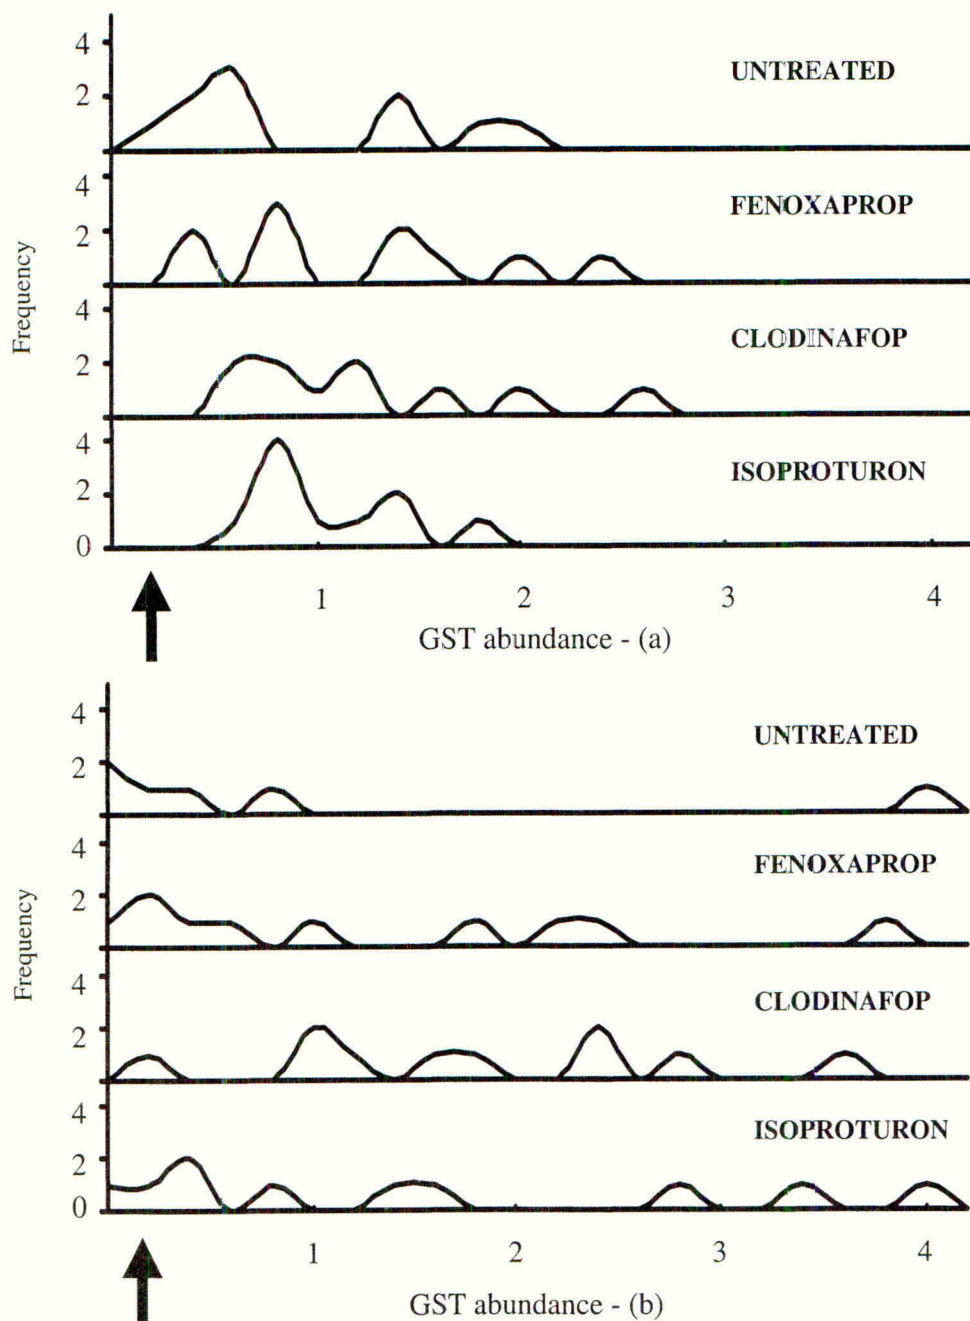 4
UNTREATED
2
4
FENOXAPROP
2
Frequency
4
CLODINAFOP
2
4
ISOPROTURON
2
0
1 2 3 4
GST abundance - (a)
4
UNTREATED
2
4
FENOXAPROP
2
Frequency
4
CLODINAFOP
2
4
ISOPROTURON
2
0
1 2 3 4
GST abundance - (b)